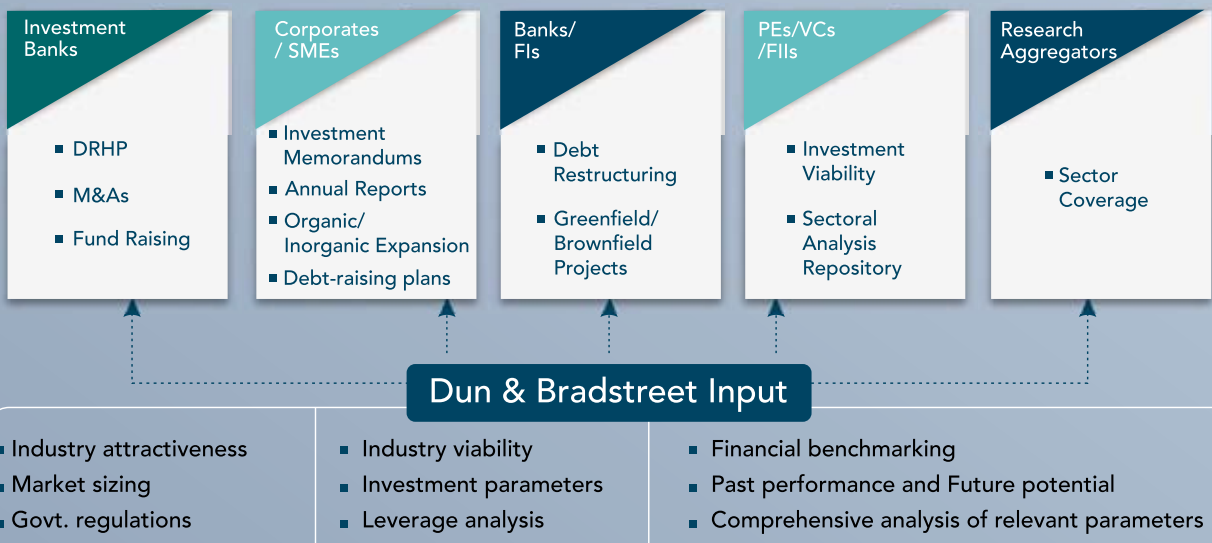 Investment
Banks
DRHP
M&As
Fund Raising
Corporates
/ SMEs
Investment
Memorandums
Annual Reports
Organic/
Inorganic Expansion
Debt-raising plans
Banks/
FIs
Debt
Restructuring
Greenfield/
Brownfield
Projects
PEs/VCs
/FIIs
Investment
Viability
Sectoral
Analysis
Repository
Research
Aggregators
Sector
Coverage
Dun & Bradstreet Input
Industry attractiveness
Market sizing
Govt. regulations
Industry viability
Investment parameters
Leverage analysis
Financial benchmarking
Past performance and Future potential
Comprehensive analysis of relevant parameters